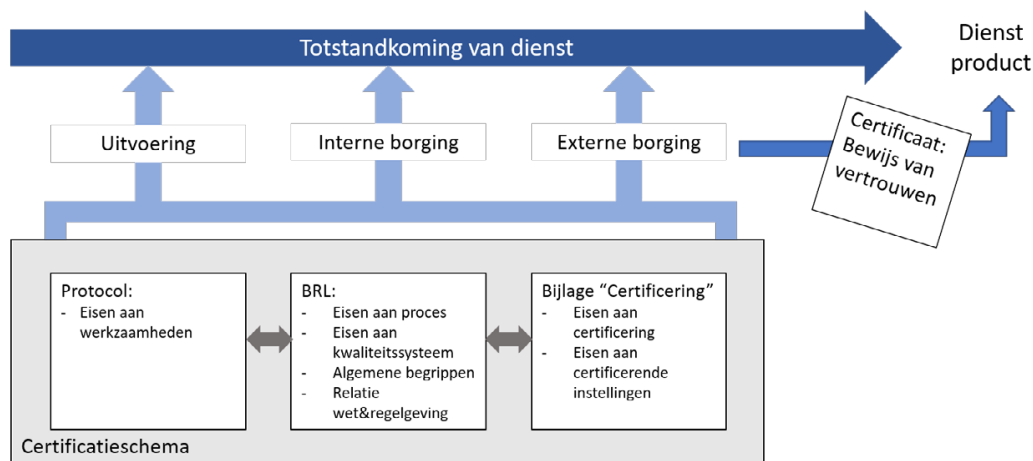 Totstandkoming van dienst
Dienst
product
Uitvoering
Interne borging
Externe borging
Certificaat:
Bewijs van
vertrouwen
Protocol:
- Eisen aan
werkzaamheden
BRL:
- Eisen aan proces
- Eisen aan
kwaliteitssysteem
- Algemene begrippen
- Relatie
wet&regelgeving
Bijlage “Certificering”
- Eisen aan
certificering
- Eisen aan
certificerende
instellingen
Certificatieschema